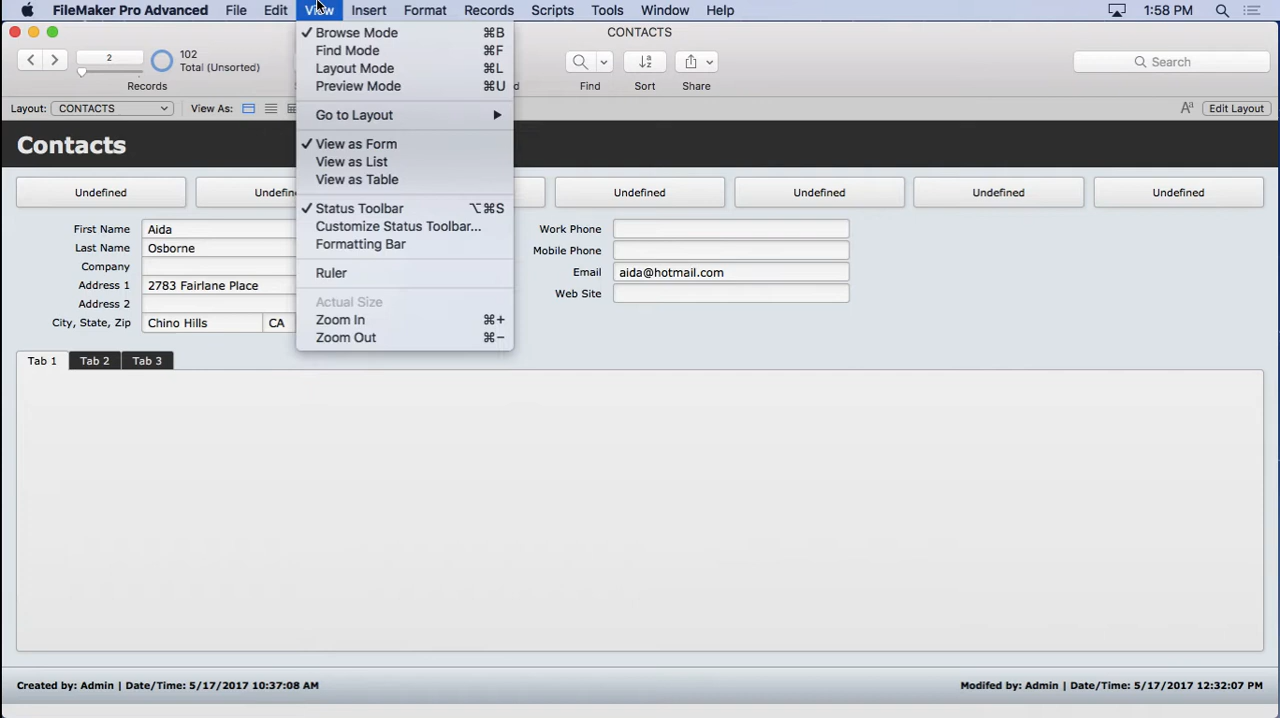 FileMaker Pro Advanced File Edit View Insert Format Records Scripts Tools Window Help 1:58 PM
CONTACTS
2
102
Total (Unsorted)
Records
Find
Sort
Share
Search
Layout: CONTACTS View As:
Aa Edit Layout
Browse Mode ⌘B
Find Mode ⌘F
Layout Mode ⌘L
Preview Mode ⌘U
Go to Layout
View as Form
View as List
View as Table
Status Toolbar ⌥⌘S
Customize Status Toolbar...
Formatting Bar
Ruler
Actual Size
Zoom In ⌘+
Zoom Out ⌘−
Contacts
Undefined Undefined Undefined Undefined Undefined Undefined
First Name Aida
Last Name Osborne
Company
Address 1 2783 Fairlane Place
Address 2
City, State, Zip Chino Hills CA
Work Phone
Mobile Phone
Email aida@hotmail.com
Web Site
Tab 1 Tab 2 Tab 3
Created by: Admin | Date/Time: 5/17/2017 10:37:08 AM
Modifed by: Admin | Date/Time: 5/17/2017 12:32:07 PM